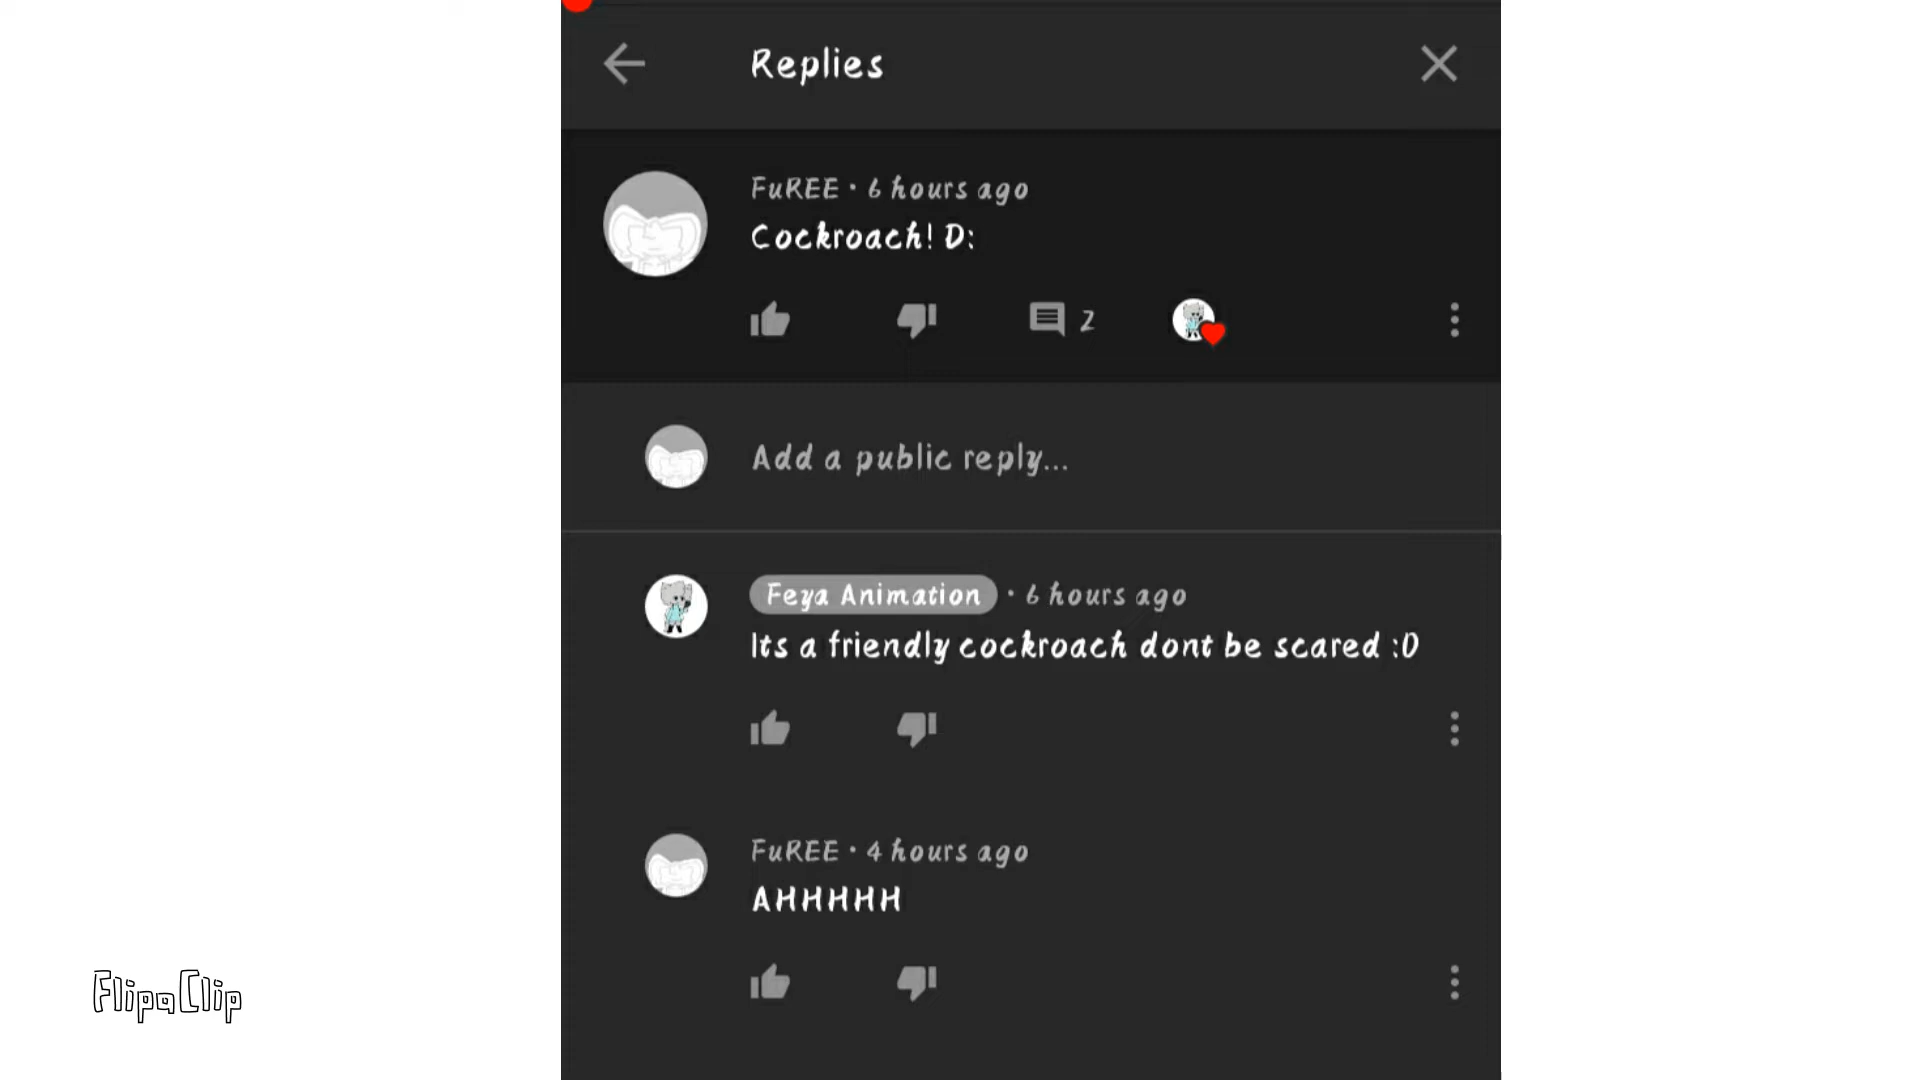 Replies
FuREE • 6 hours ago
Cockroach! D:
2
Add a public reply...
Feya Animation • 6 hours ago
Its a friendly cockroach dont be scared :D
FuREE • 4 hours ago
AHHHHH
FlipaClip